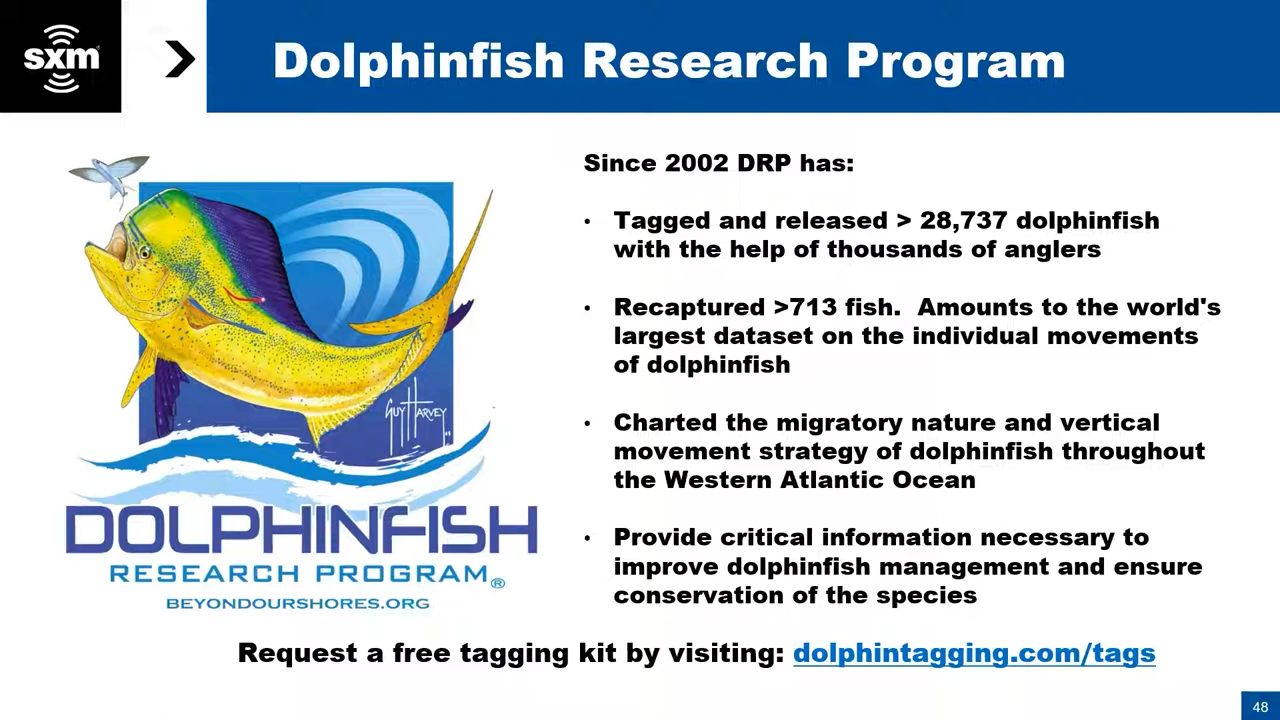 sxm
Dolphinfish Research Program
GUY HARVEY
DOLPHINFISH
RESEARCH PROGRAM®
BEYONDOURSHORES.ORG
Since 2002 DRP has:
• Tagged and released > 28,737 dolphinfish
with the help of thousands of anglers
• Recaptured >713 fish.  Amounts to the world's
largest dataset on the individual movements
of dolphinfish
• Charted the migratory nature and vertical
movement strategy of dolphinfish throughout
the Western Atlantic Ocean
• Provide critical information necessary to
improve dolphinfish management and ensure
conservation of the species
Request a free tagging kit by visiting: dolphintagging.com/tags
48